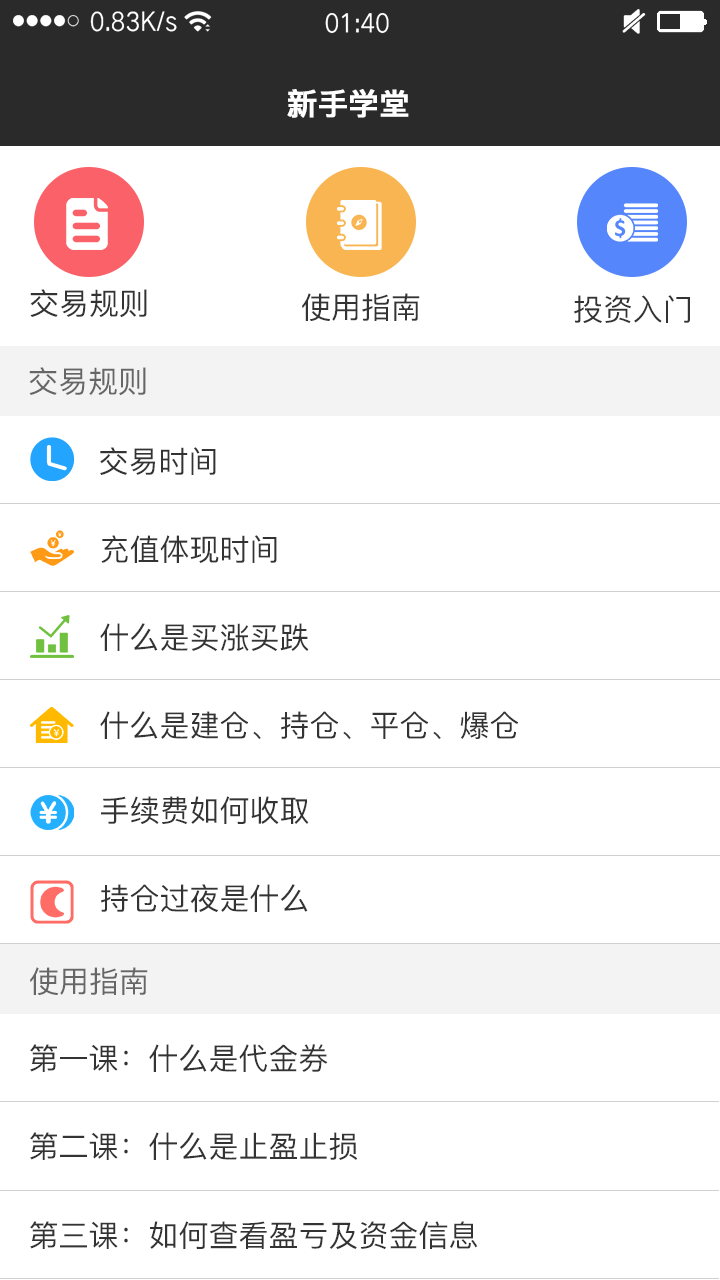 0.83K/s 01:40
新手学堂
交易规则 使用指南 投资入门
交易规则
交易时间
充值体现时间
什么是买涨买跌
什么是建仓、持仓、平仓、爆仓
手续费如何收取
持仓过夜是什么
使用指南
第一课：什么是代金券
第二课：什么是止盈止损
第三课：如何查看盈亏及资金信息